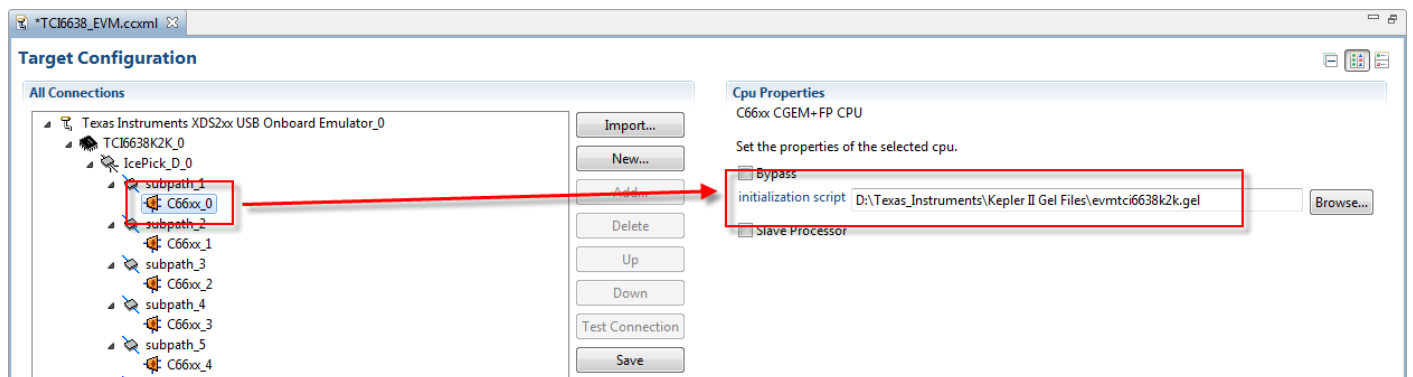 *TCI6638_EVM.ccxml
Target Configuration
All Connections
Texas Instruments XDS2xx USB Onboard Emulator_0
TCI6638K2K_0
IcePick_D_0
subpath_1
C66xx_0
subpath_2
C66xx_1
subpath_3
C66xx_2
subpath_4
C66xx_3
subpath_5
C66xx_4
Import...
New...
Add...
Delete
Up
Down
Test Connection
Save
Cpu Properties
C66xx CGEM+FP CPU
Set the properties of the selected cpu.
Bypass
initialization script D:\Texas_Instruments\Kepler II Gel Files\evmtci6638k2k.gel Browse...
Slave Processor